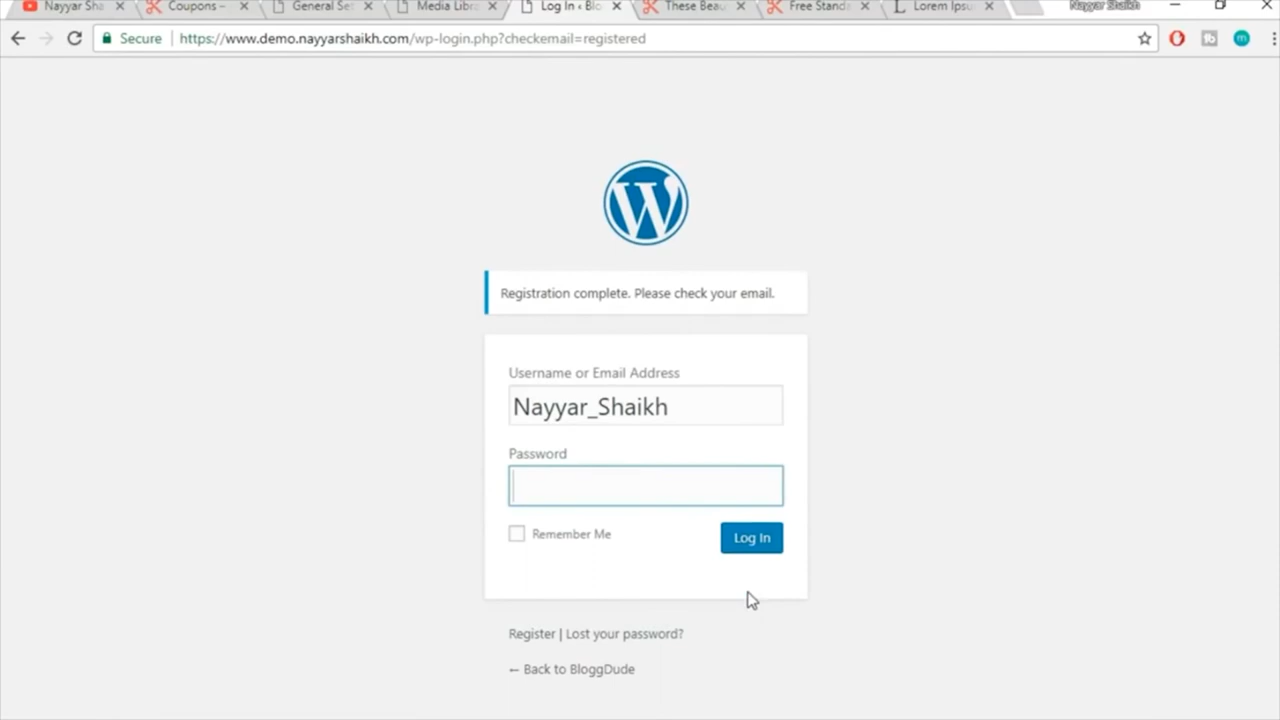 Nayyar Sha
Coupons –
General Set
Media Libra
Log In ‹ Blo
These Beau
Free Standa
Lorem Ipsu
Nayyar Shaikh
Secure
https://www.demo.nayyarshaikh.com/wp-login.php?checkemail=registered
Registration complete. Please check your email.
Username or Email Address
Nayyar_Shaikh
Password
Remember Me
Log In
Register | Lost your password?
← Back to BloggDude